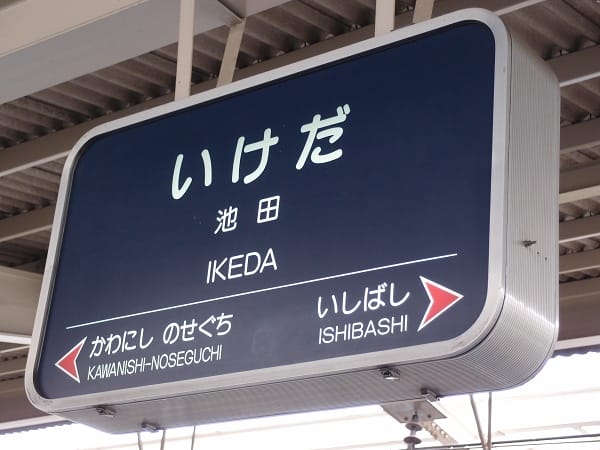 いけだ
池田
IKEDA
かわにし のせぐち
KAWANISHI-NOSEGUCHI
いしばし
ISHIBASHI